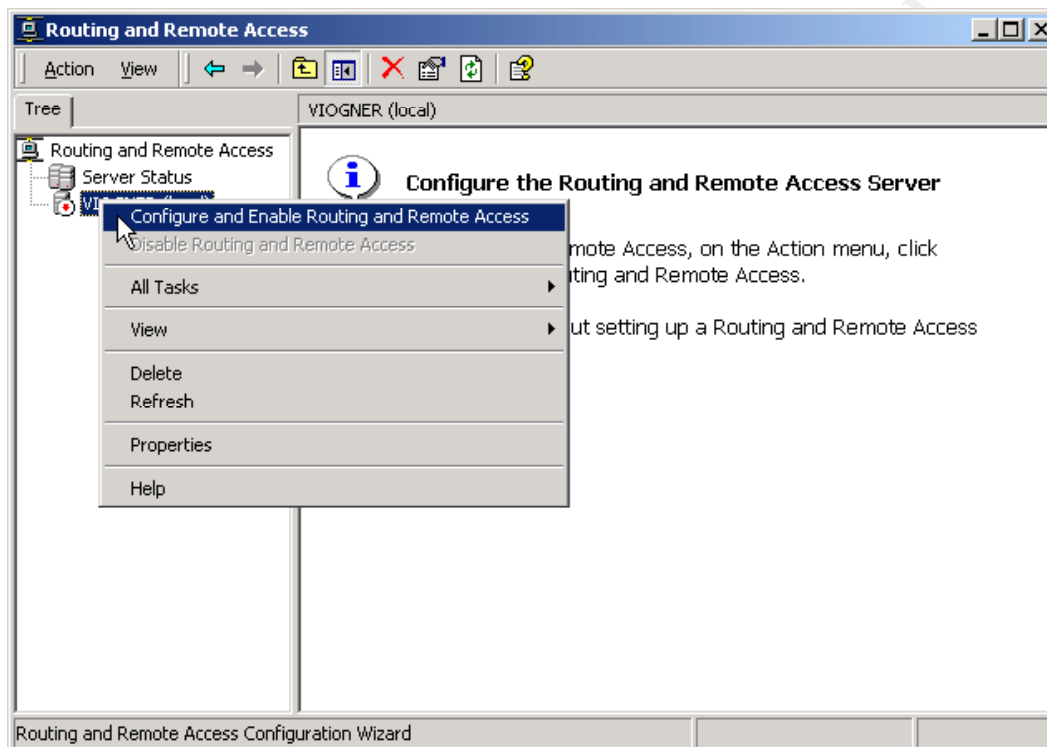 Routing and Remote Access
Action View
Tree
VIOGNER (local)
Routing and Remote Access
Server Status
Configure the Routing and Remote Access Server
Configure and Enable Routing and Remote Access
Disable Routing and Remote Access
mote Access, on the Action menu, click
uting and Remote Access.
All Tasks
View
ut setting up a Routing and Remote Access
Delete
Refresh
Properties
Help
Routing and Remote Access Configuration Wizard